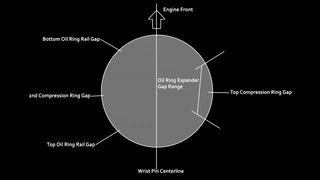 Engine Front
Bottom Oil Ring Rail Gap
Oil Ring Expander
Gap Range
2nd Compression Ring Gap
Top Compression Ring Gap
Top Oil Ring Rail Gap
Wrist Pin Centerline